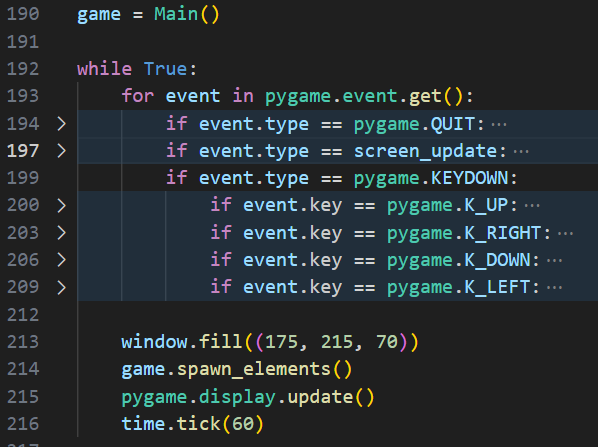 190 game = Main()
191
192 while True:
193     for event in pygame.event.get():
194 >         if event.type == pygame.QUIT:···
197 >         if event.type == screen_update:···
199         if event.type == pygame.KEYDOWN:
200 >             if event.key == pygame.K_UP:···
203 >             if event.key == pygame.K_RIGHT:···
206 >             if event.key == pygame.K_DOWN:···
209 >             if event.key == pygame.K_LEFT:···
212
213     window.fill((175, 215, 70))
214     game.spawn_elements()
215     pygame.display.update()
216     time.tick(60)